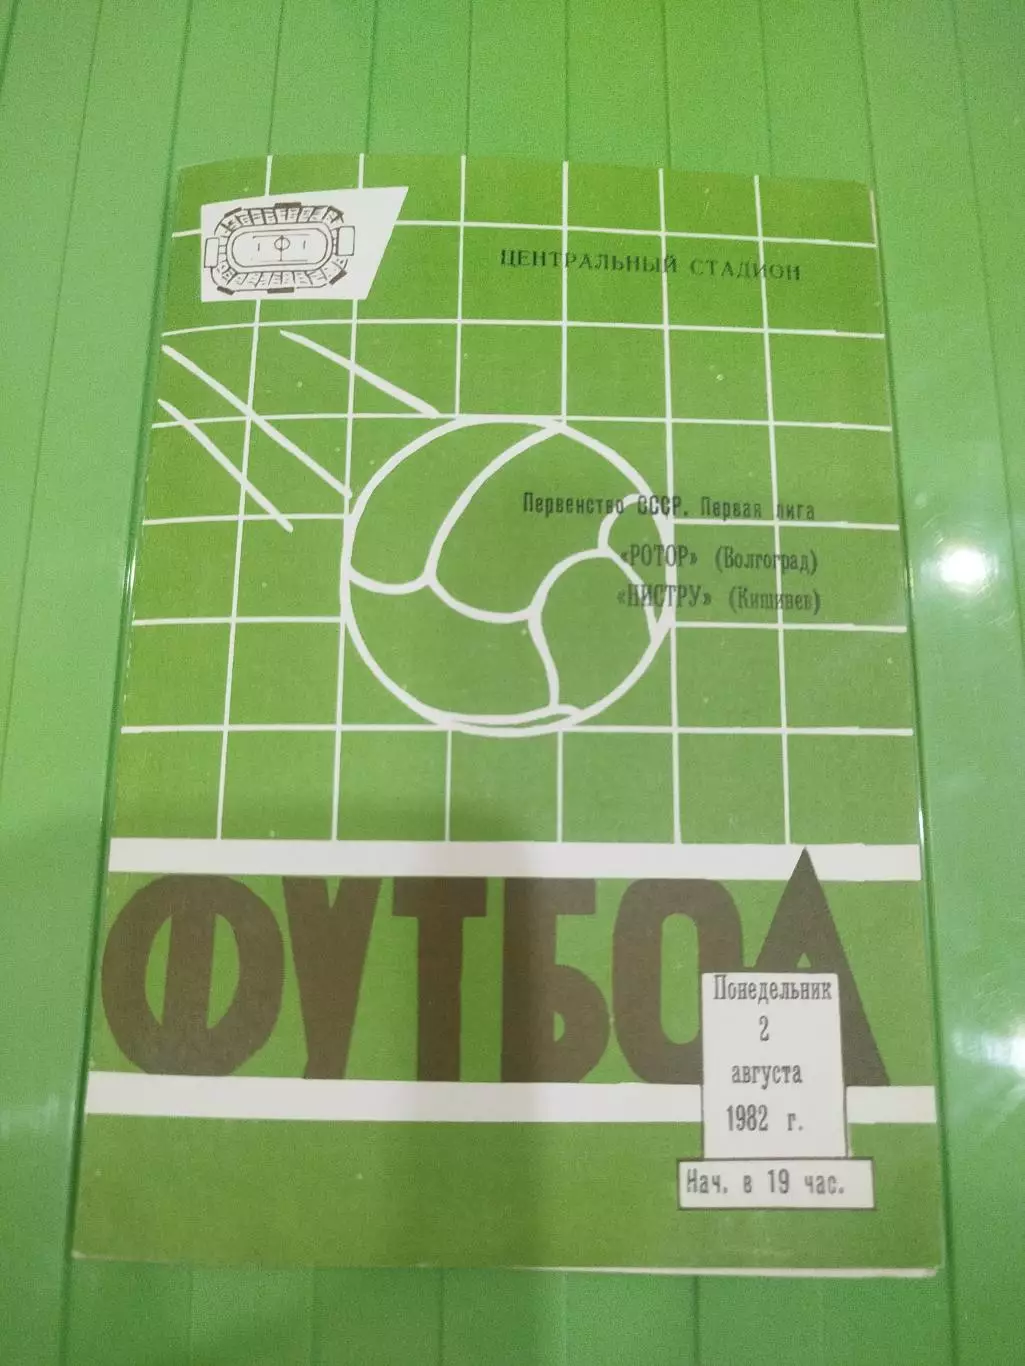 ЦЕНТРАЛЬНЫЙ СТАДИОН
Первенство СССР. Первая лига
«РОТОР» (Волгоград)
«НИСТРУ» (Кишинев)
ФУТБОЛ
Понедельник
2
августа
1982 г.
Нач. в 19 час.